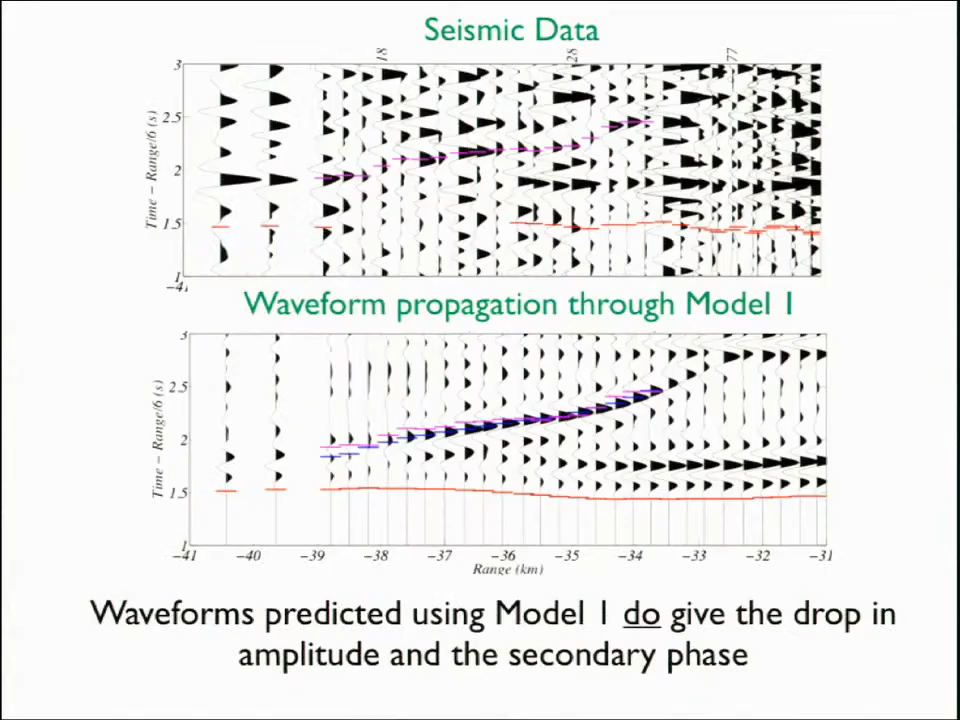 Seismic Data
18 28 77
3
2.5
2
1.5
1
Time – Range/6 (s)
Waveform propagation through Model 1
3
2.5
2
1.5
1
Time – Range/6 (s)
−41 −40 −39 −38 −37 −36 −35 −34 −33 −32 −31
Range (km)
Waveforms predicted using Model 1 do give the drop in
amplitude and the secondary phase